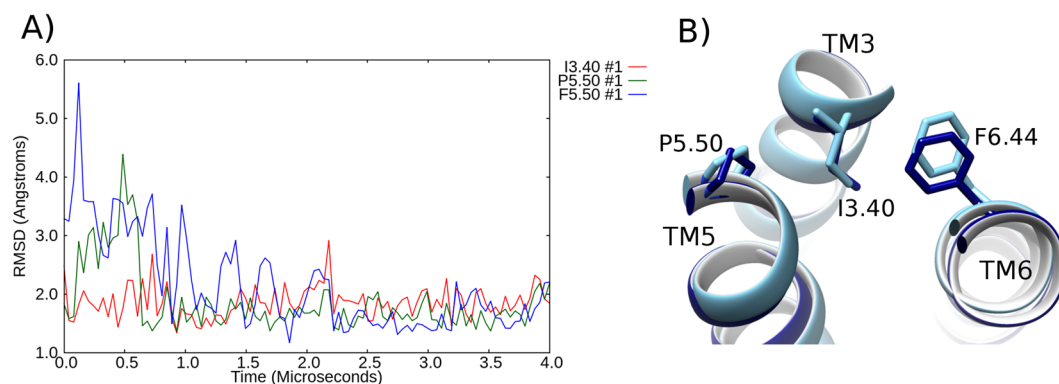 A)
6.0
5.0
4.0
3.0
2.0
1.0
RMSD (Angstroms)
0.0 0.5 1.0 1.5 2.0 2.5 3.0 3.5 4.0
Time (Microseconds)
I3.40 #1
P5.50 #1
F5.50 #1
B)
TM3
P5.50
F6.44
I3.40
TM5
TM6